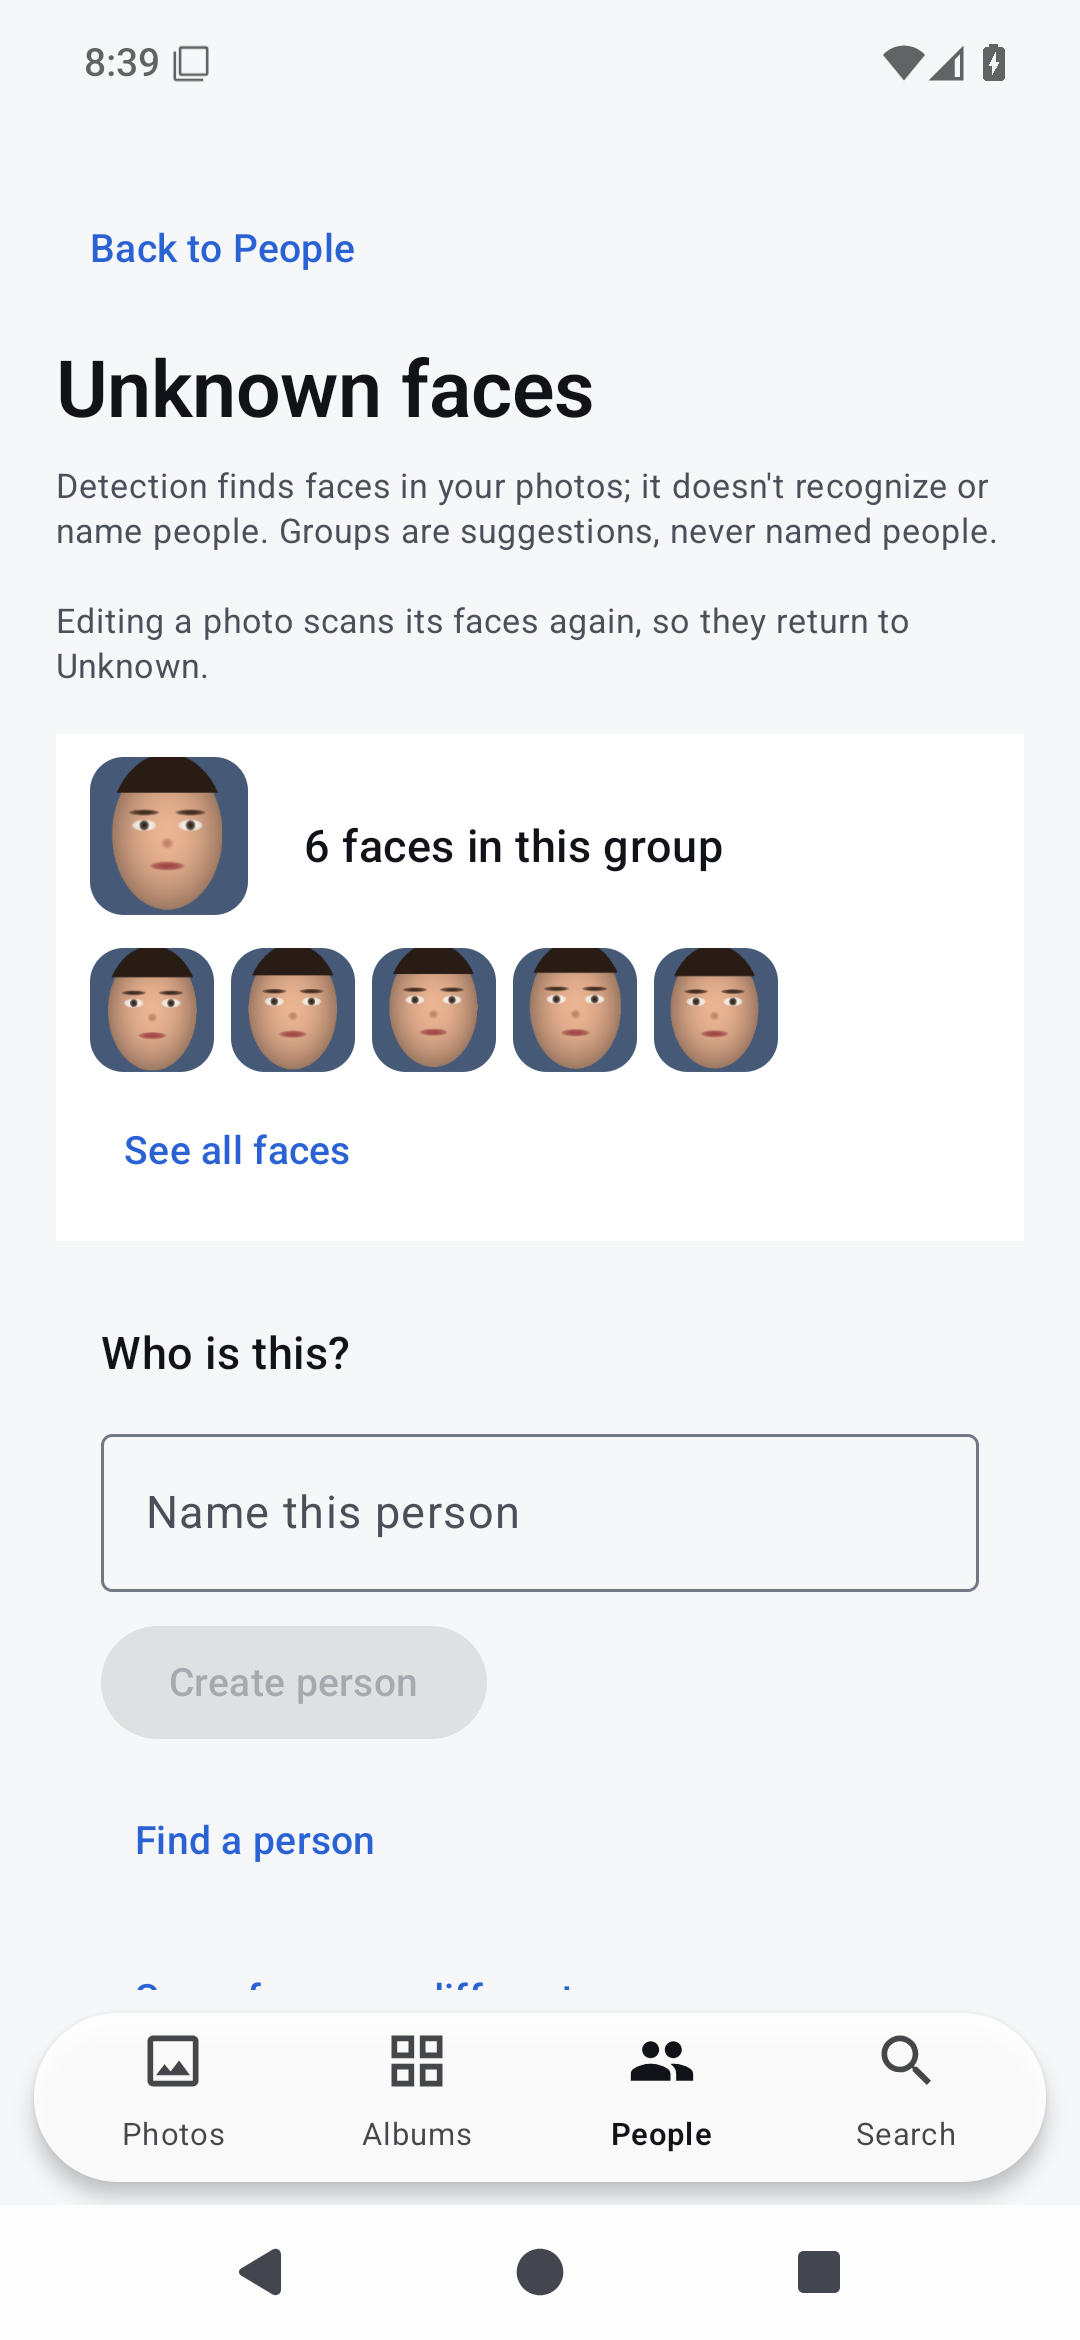 8:39
Back to People
Unknown faces
Detection finds faces in your photos; it doesn't recognize or
name people. Groups are suggestions, never named people.
Editing a photo scans its faces again, so they return to
Unknown.
6 faces in this group
See all faces
Who is this?
Name this person
Create person
Find a person
Photos
Albums
People
Search